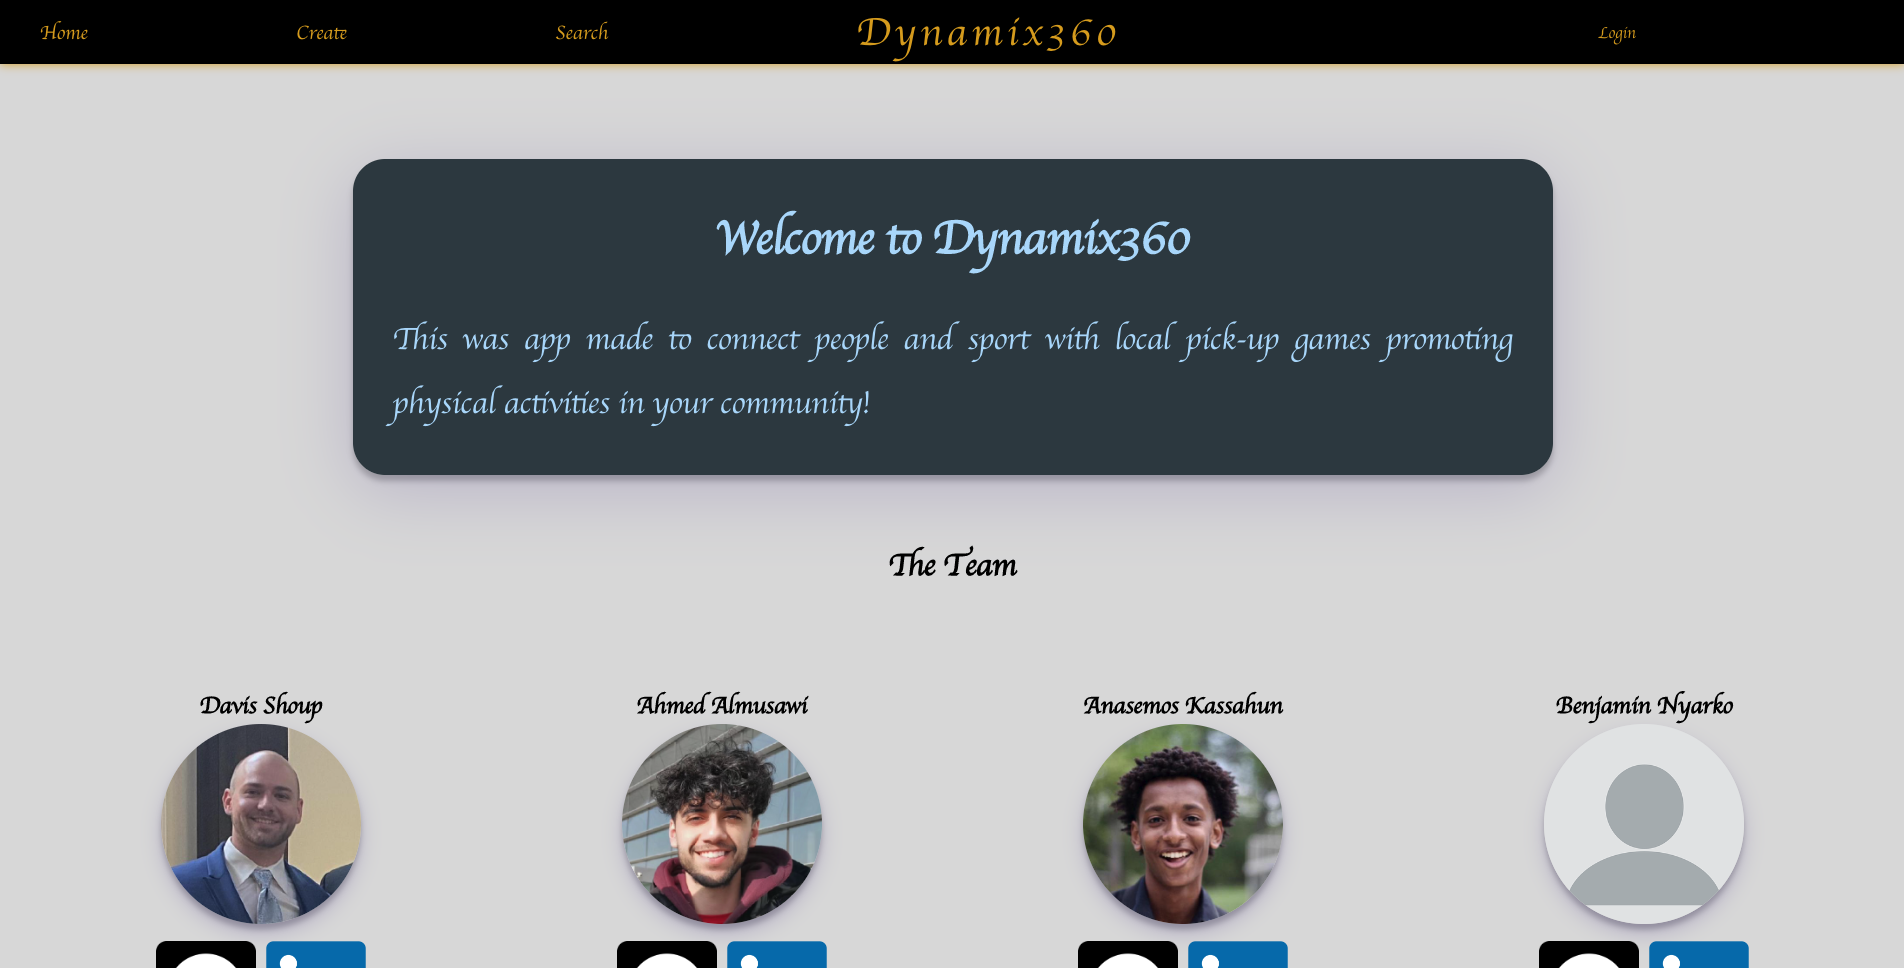 Home Create Search Dynamix360 Login
Welcome to Dynamix360
This was app made to connect people and sport with local pick-up games promoting
physical activities in your community!
The Team
Davis Shoup Ahmed Almusawi Anasemos Kassahun Benjamin Nyarko